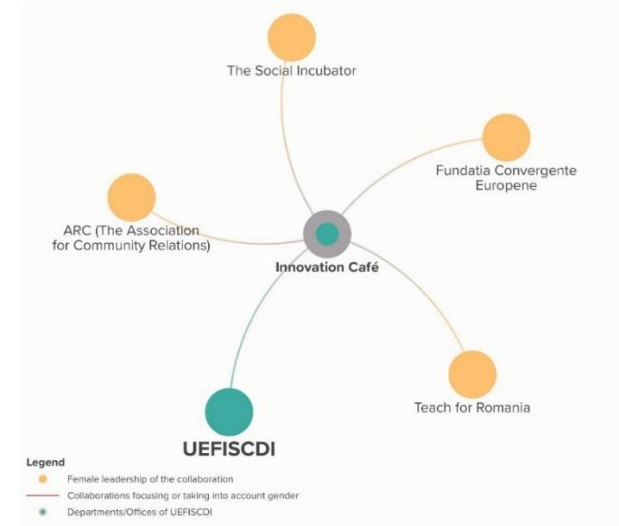 The Social Incubator
Fundatia Convergente
Europene
ARC (The Association
for Community Relations)
Innovation Café
Teach for Romania
UEFISCDI
Legend
Female leadership of the collaboration
Collaborations focusing or taking into account gender
Departments/Offices of UEFISCDI